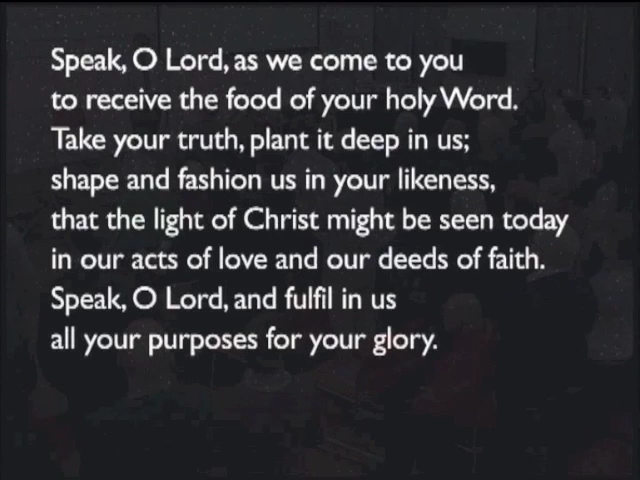 Speak, O Lord, as we come to you
to receive the food of your holy Word.
Take your truth, plant it deep in us;
shape and fashion us in your likeness,
that the light of Christ might be seen today
in our acts of love and our deeds of faith.
Speak, O Lord, and fulfil in us
all your purposes for your glory.